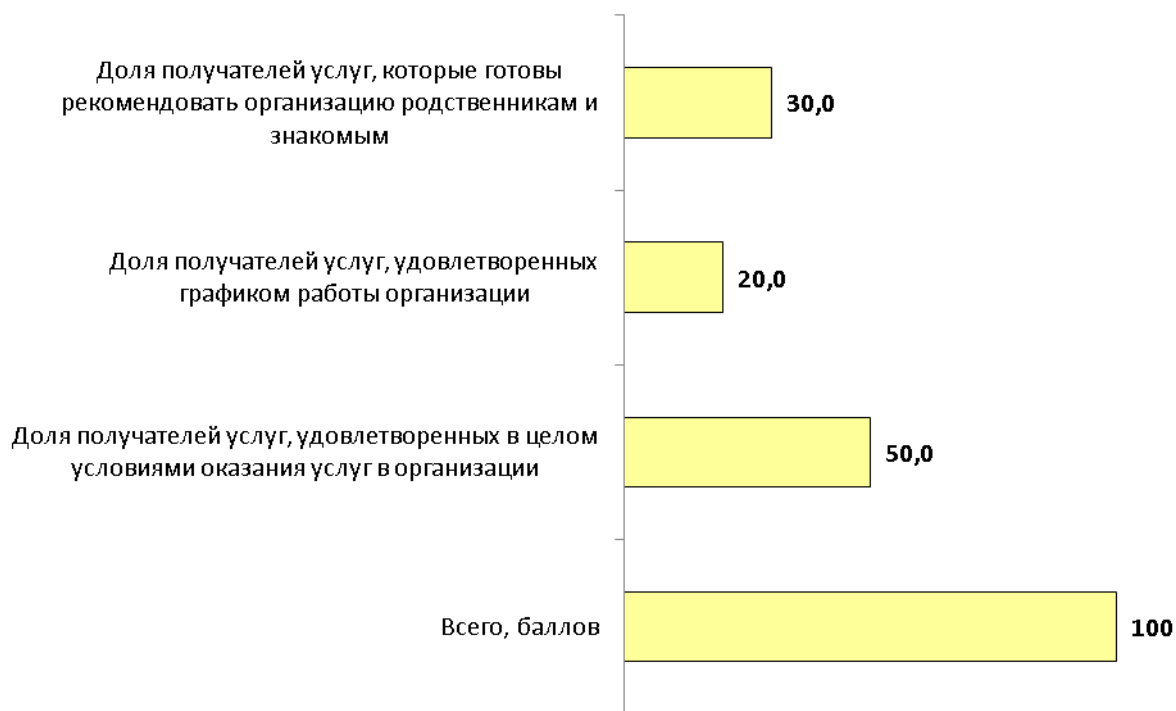 Доля получателей услуг, которые готовы
рекомендовать организацию родственникам и
знакомым
30,0
Доля получателей услуг, удовлетворенных
графиком работы организации
20,0
Доля получателей услуг, удовлетворенных в целом
условиями оказания услуг в организации
50,0
Всего, баллов
100